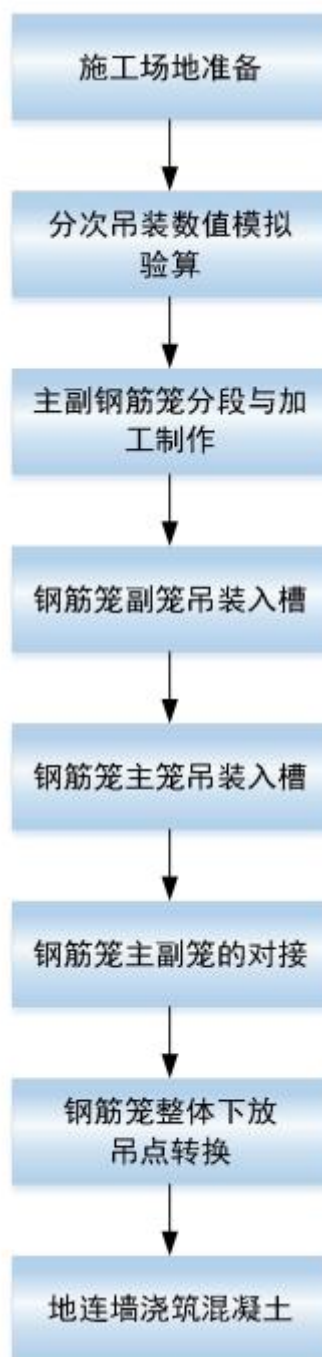 施工场地准备
分次吊装数值模拟
验算
主副钢筋笼分段与加
工制作
钢筋笼副笼吊装入槽
钢筋笼主笼吊装入槽
钢筋笼主副笼的对接
钢筋笼整体下放
吊点转换
地连墙浇筑混凝土